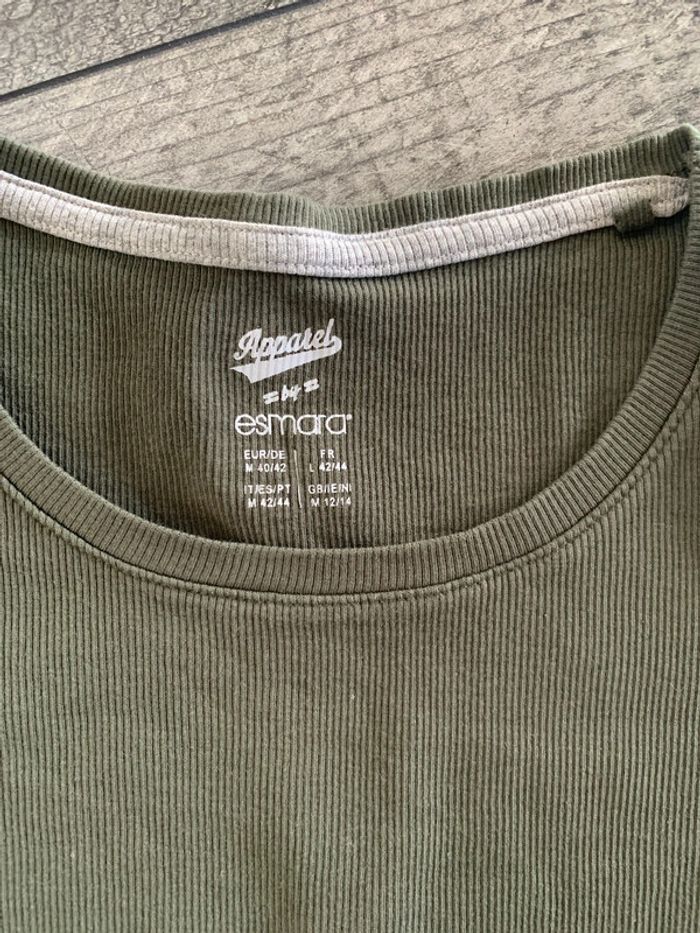 Apparel
by
esmara®
EUR/DE FR
M 40/42 L 42/44
IT/ES/PT GB/IE/NI
M 42/44 M 12/14